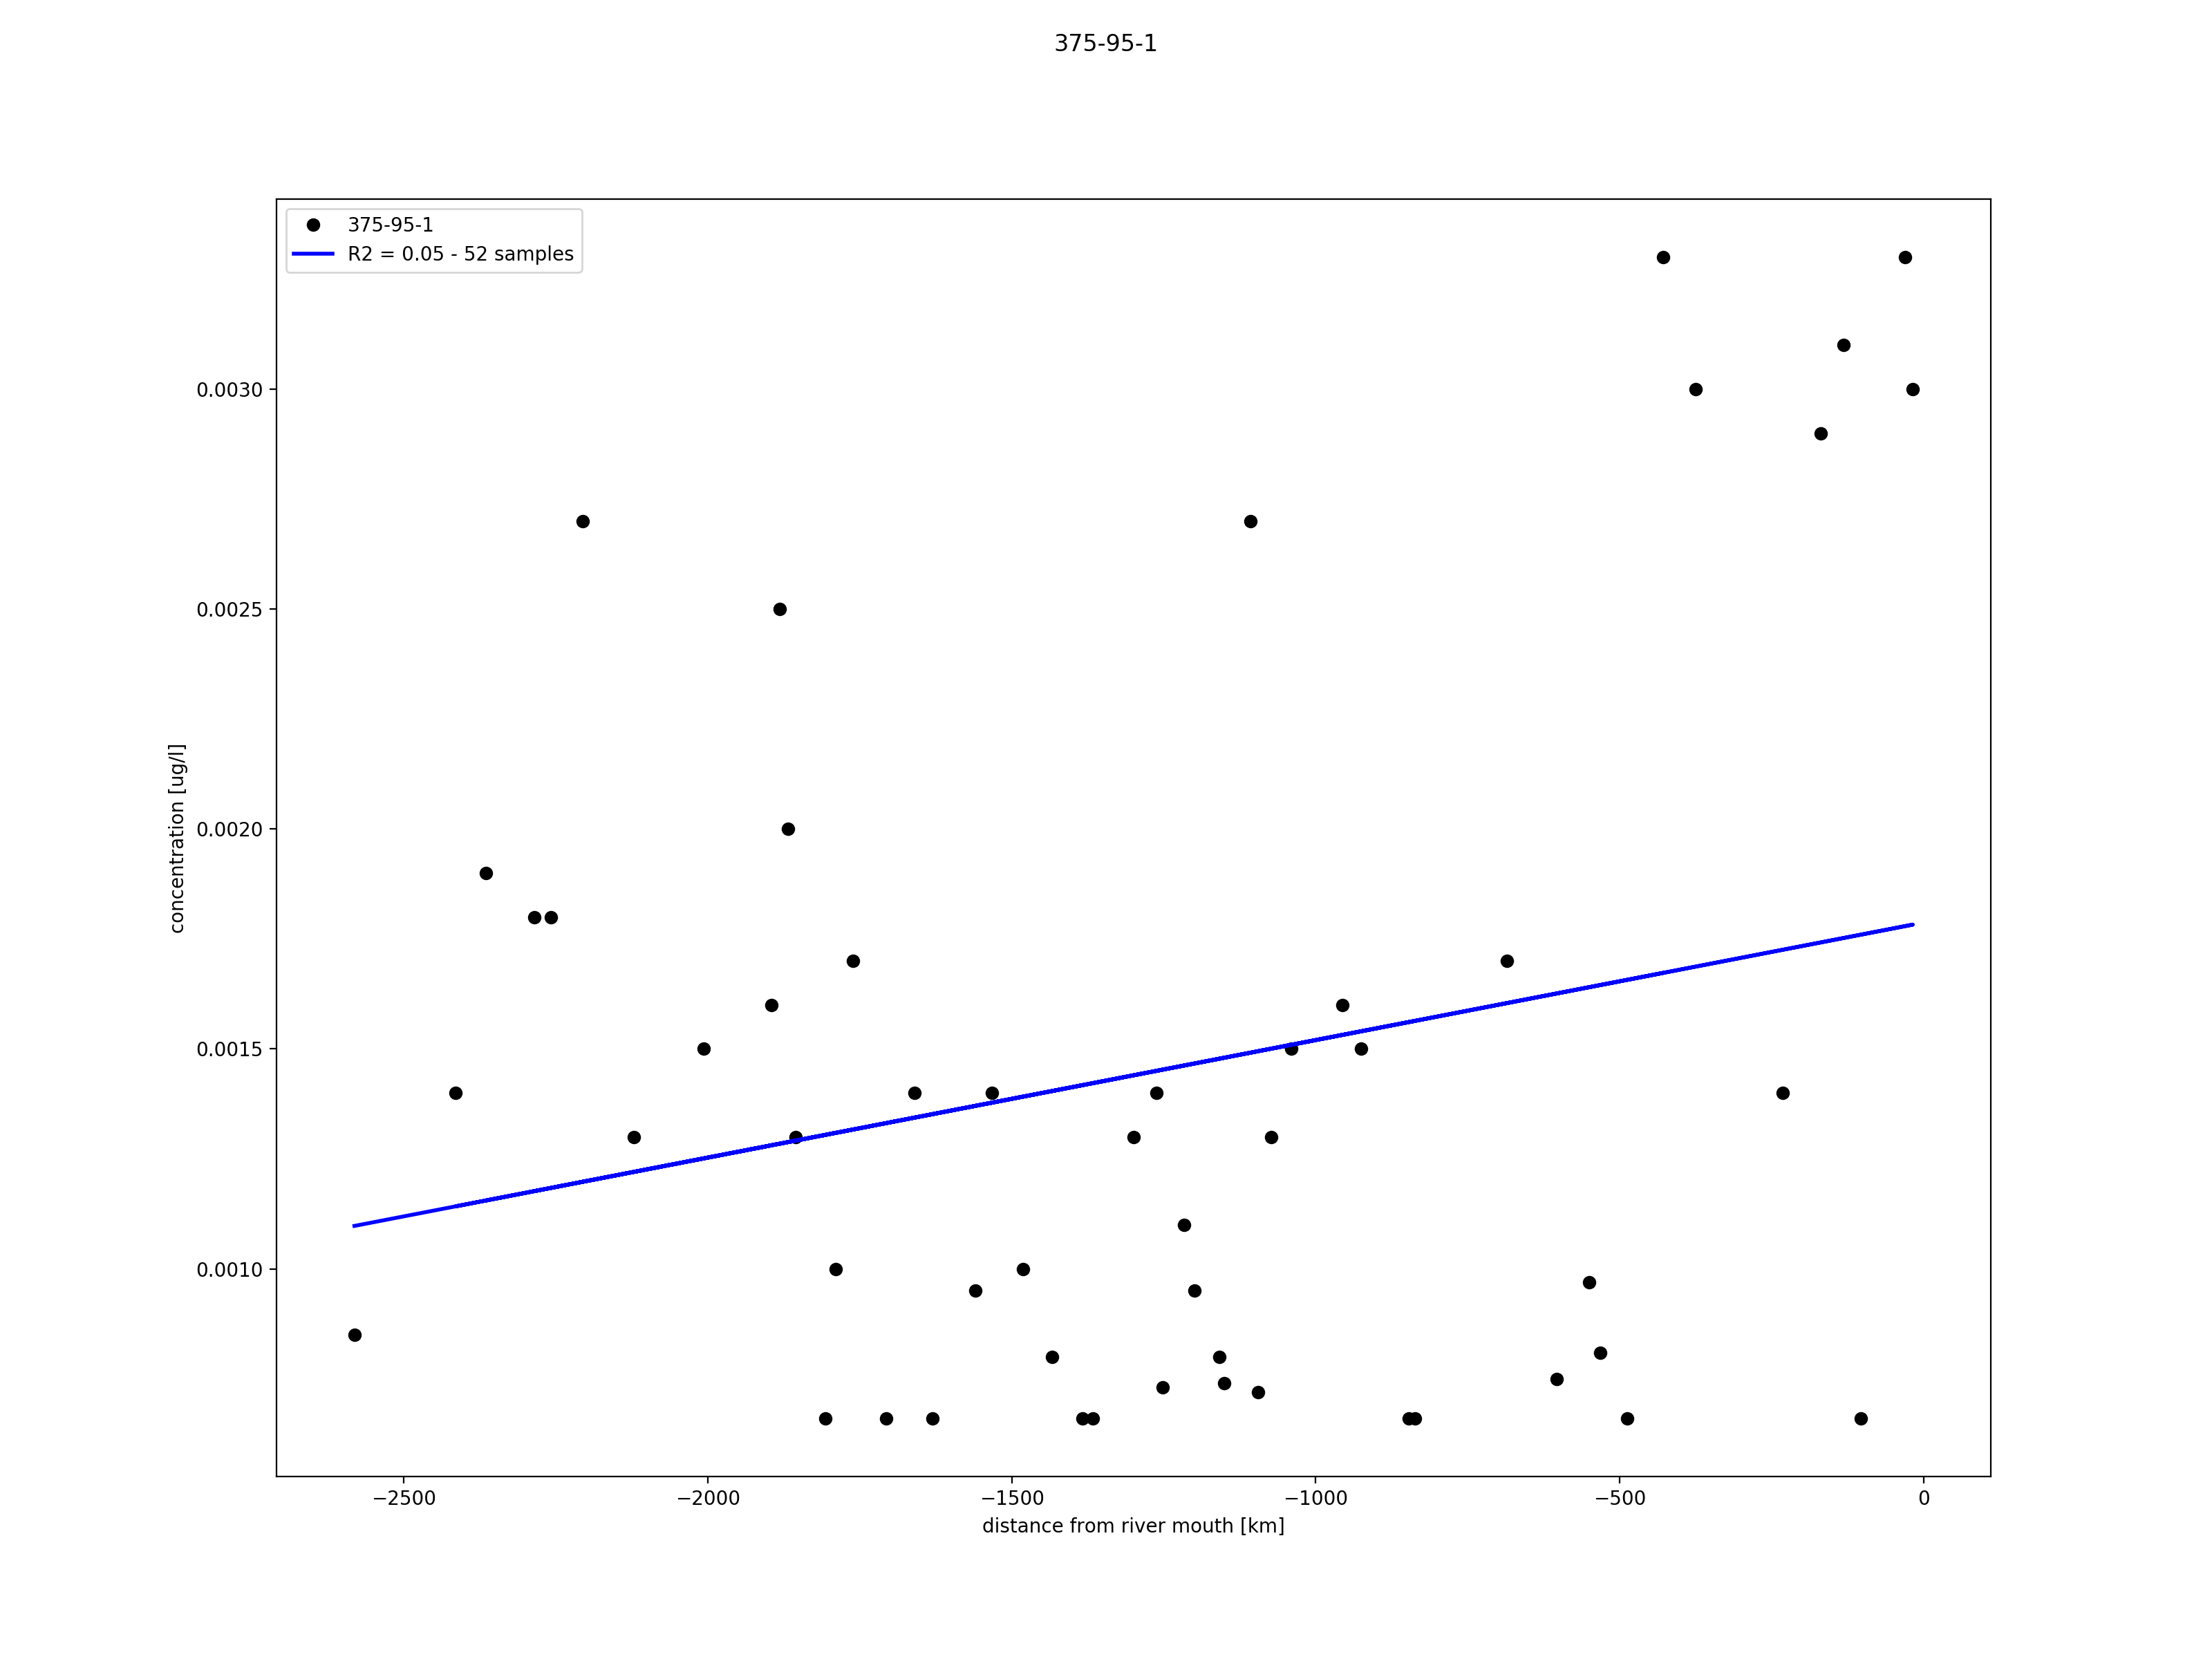 375-95-1
375-95-1
R2 = 0.05 - 52 samples
0.0030
0.0025
0.0020
0.0015
0.0010
concentration [ug/l]
−2500 −2000 −1500 −1000 −500 0
distance from river mouth [km]